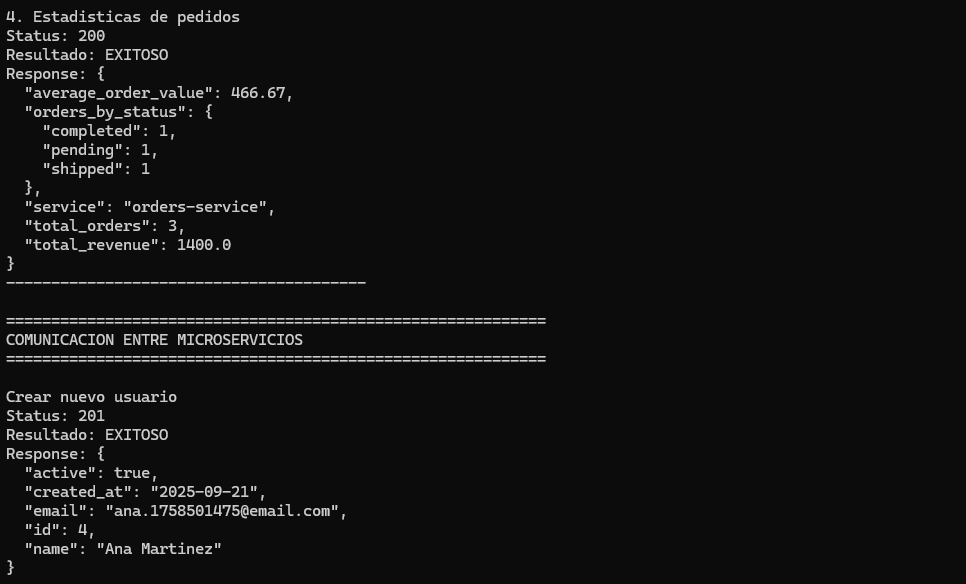 4. Estadisticas de pedidos
Status: 200
Resultado: EXITOSO
Response: {
  "average_order_value": 466.67,
  "orders_by_status": {
    "completed": 1,
    "pending": 1,
    "shipped": 1
  },
  "service": "orders-service",
  "total_orders": 3,
  "total_revenue": 1400.0
}
----------------------------------------

============================================================
COMUNICACION ENTRE MICROSERVICIOS
============================================================

Crear nuevo usuario
Status: 201
Resultado: EXITOSO
Response: {
  "active": true,
  "created_at": "2025-09-21",
  "email": "ana.1758501475@email.com",
  "id": 4,
  "name": "Ana Martinez"
}